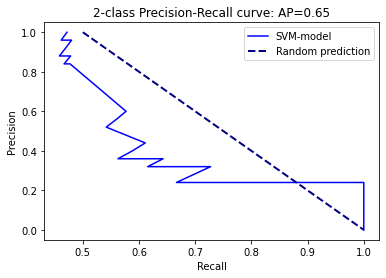 2-class Precision-Recall curve: AP=0.65
SVM-model
Random prediction
Precision
1.0
0.8
0.6
0.4
0.2
0.0
0.5
0.6
0.7
0.8
0.9
1.0
Recall